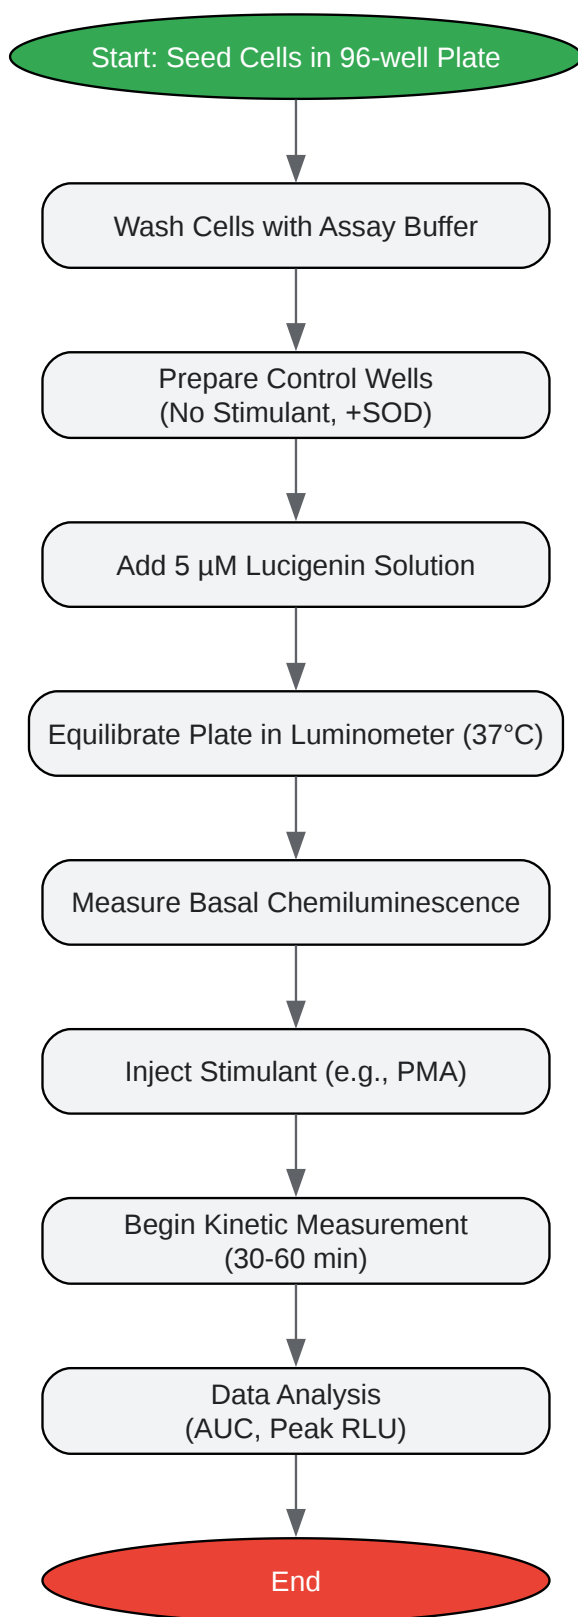 Start: Seed Cells in 96-well Plate
Wash Cells with Assay Buffer
Prepare Control Wells
(No Stimulant, +SOD)
Add 5 µM Lucigenin Solution
Equilibrate Plate in Luminometer (37°C)
Measure Basal Chemiluminescence
Inject Stimulant (e.g., PMA)
Begin Kinetic Measurement
(30-60 min)
Data Analysis
(AUC, Peak RLU)
End